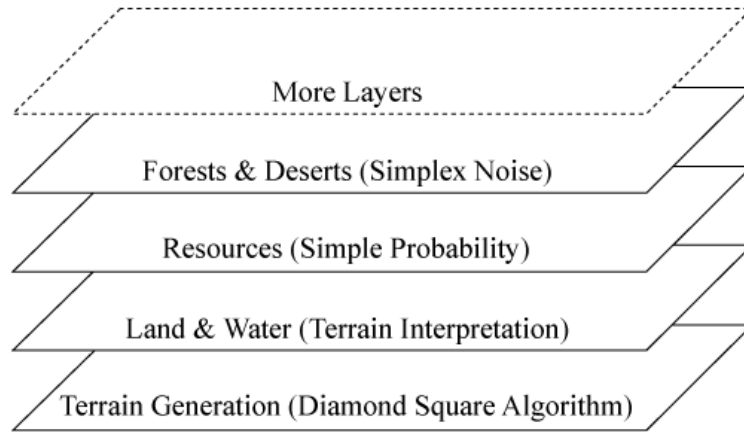 More Layers
Forests & Deserts (Simplex Noise)
Resources (Simple Probability)
Land & Water (Terrain Interpretation)
Terrain Generation (Diamond Square Algorithm)